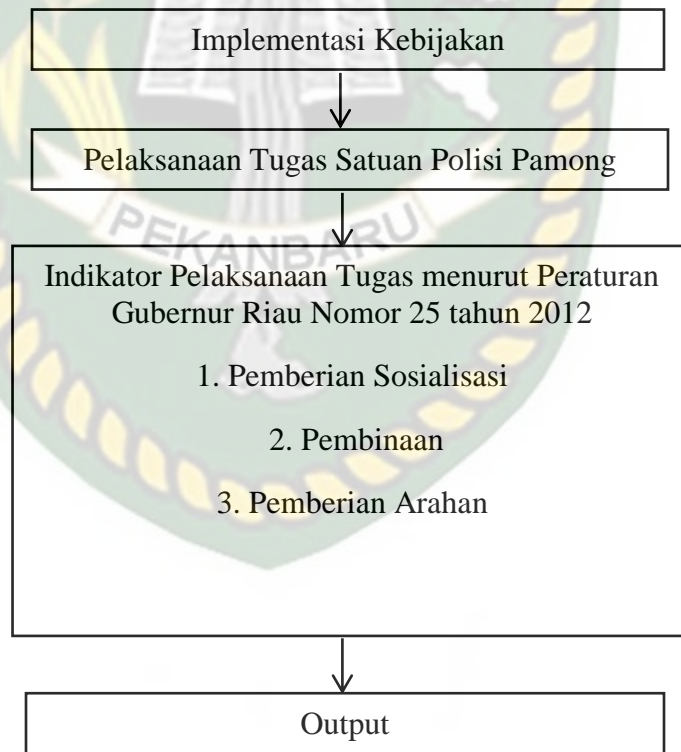 Implementasi Kebijakan
Pelaksanaan Tugas Satuan Polisi Pamong
PEKANBARU
Indikator Pelaksanaan Tugas menurut Peraturan
Gubernur Riau Nomor 25 tahun 2012
1. Pemberian Sosialisasi
2. Pembinaan
3. Pemberian Arahan
Output